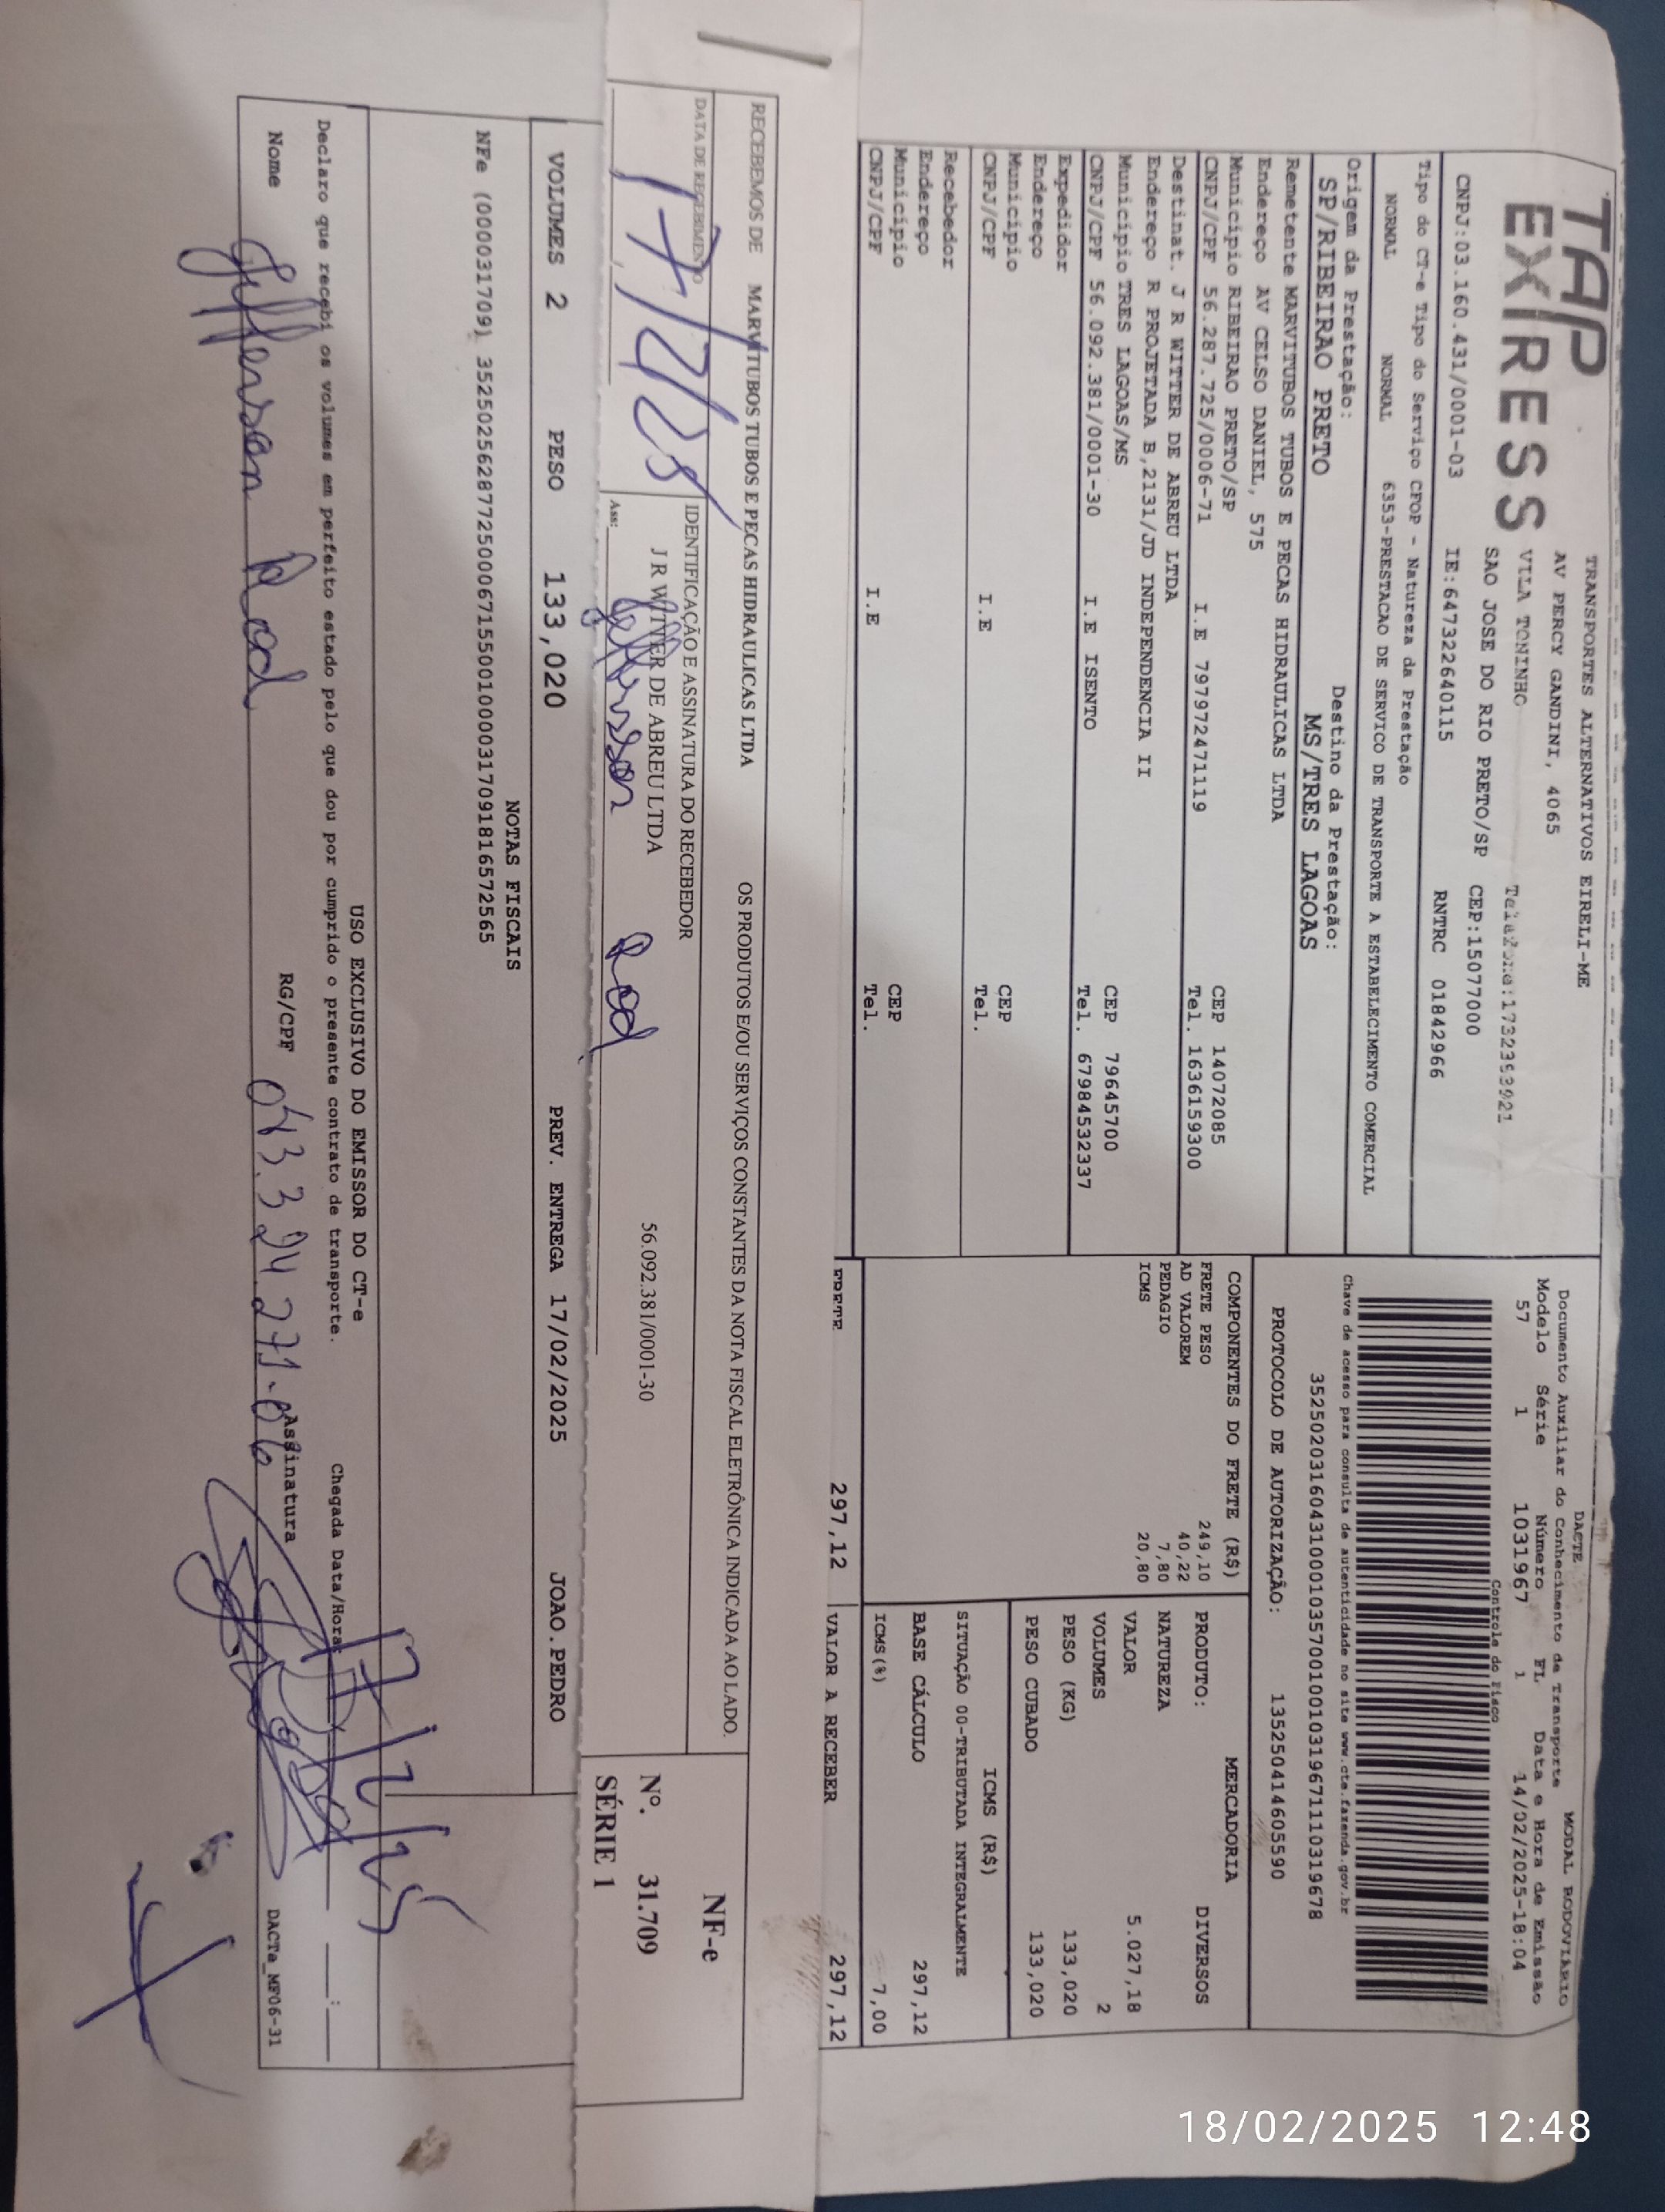 TAP
EXPRESS
TRANSPORTES ALTERNATIVOS EIRELI-ME
AV PERCY GANDINI, 4065
VILA TONINHO
SAO JOSE DO RIO PRETO/SP CEP:15077000
CNPJ:03.160.431/0001-03 IE:647322640115 RNTRC 01842966
DACTE
MODAL RODOVIÁRIO
Documento Auxiliar do Conhecimento de Transporte
Modelo Série Número FL Data e Hora de Emissão
57 1 1031967 1 14/02/2025-18:04
Controle do Fisco
Chave de acesso para consulta de autenticidade no site www.cte.fazenda.gov.br
PROTOCOLO DE AUTORIZAÇÃO: 135250414605590
Tipo do CT-e Tipo do Serviço CFOP - Natureza da Prestação
NORMAL NORMAL 6353-PRESTACAO DE SERVICO DE TRANSPORTE A ESTABELECIMENTO COMERCIAL
Origem da Prestação: Destino da Prestação:
SP/RIBEIRAO PRETO MS/TRES LAGOAS
Remetente MARVITUBOS TUBOS E PECAS HIDRAULICAS LTDA
Endereço AV CELSO DANIEL, 575
Município RIBEIRAO PRETO/SP CEP 14072085
CNPJ/CPF 56.287.725/0006-71 I.E 797972471119 Tel. 1636159300
Destinat. J R WITTER DE ABREU LTDA
Endereço R PROJETADA B,2131/JD INDEPENDENCIA II
Município TRES LAGOAS/MS CEP 79645700
CNPJ/CPF 56.092.381/0001-30 I.E ISENTO Tel. 67984532337
Expedidor
Endereço
Município CEP
CNPJ/CPF I.E Tel.
Recebedor
Endereço
Município CEP
CNPJ/CPF I.E Tel.
COMPONENTES DO FRETE (R$)
FRETE PESO 249,10
AD VALOREM 40,22
PEDAGIO 7,80
ICMS 20,80
MERCADORIA
PRODUTO: DIVERSOS
NATUREZA
VALOR 5.027,18
VOLUMES 2
PESO (KG) 133,020
PESO CUBADO 133,020
ICMS (R$)
SITUAÇÃO 00-TRIBUTADA INTEGRALMENTE
BASE CÁLCULO 297,12
ICMS(%) 7,00
FRETE 297,12 VALOR A RECEBER 297,12
RECEBEMOS DE MARVITUBOS TUBOS E PECAS HIDRAULICAS LTDA OS PRODUTOS E/OU SERVIÇOS CONSTANTES DA NOTA FISCAL ELETRÔNICA INDICADA AO LADO.
DATA DE RECEBIMENTO IDENTIFICAÇÃO E ASSINATURA DO RECEBEDOR
17/2/25
J R WITTER DE ABREU LTDA 56.092.381/0001-30
Ass: Jefferson Rod
NF-e
Nº. 31.709
SÉRIE 1
VOLUMES 2 PESO 133,020 PREV. ENTREGA 17/02/2025 JOAO.PEDRO
NOTAS FISCAIS
NFe (000031709) 35250256287725000671550010000317091816572565
USO EXCLUSIVO DO EMISSOR DO CT-e
Declaro que recebi os volumes em perfeito estado pelo que dou por cumprido o presente contrato de transporte.
Chegada Data/Hora: 17/2/25
Nome Jefferson Rod RG/CPF Assinatura
DACTe_MF06-31
18/02/2025 12:48